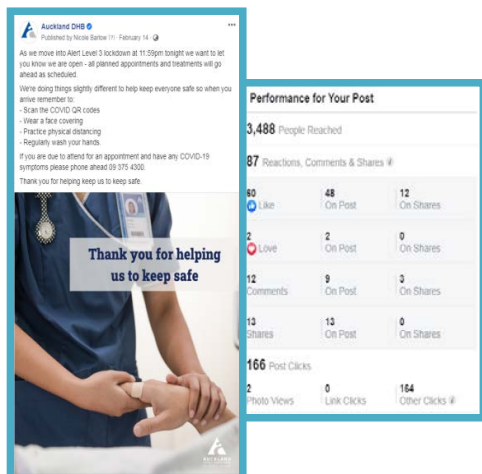 Auckland DHB
Published by Nicole Bartow · February 14 ·
As we move into Alert Level 3 lockdown at 11:59pm tonight we want to let
you know we are open - all planned appointments and treatments will go
ahead as scheduled.
We're doing things slightly different to help keep everyone safe so when you
arrive remember to:
- Scan the COVID QR codes
- Wear a face covering
- Practice physical distancing
- Regularly wash your hands.
If you are due to attend for an appointment and have any COVID-19
symptoms please phone ahead 09 375 4300.
Thank you for helping keep us to keep safe.
Thank you for helping
us to keep safe
AUCKLAND
Performance for Your Post
3,488 People Reached
87 Reactions, Comments & Shares
60 48 12
Like On Post On Shares
2 2 0
Love On Post On Shares
12 9 3
Comments On Post On Shares
13 13 0
Shares On Post On Shares
166 Post Clicks
2 0 164
Photo Views Link Clicks Other Clicks